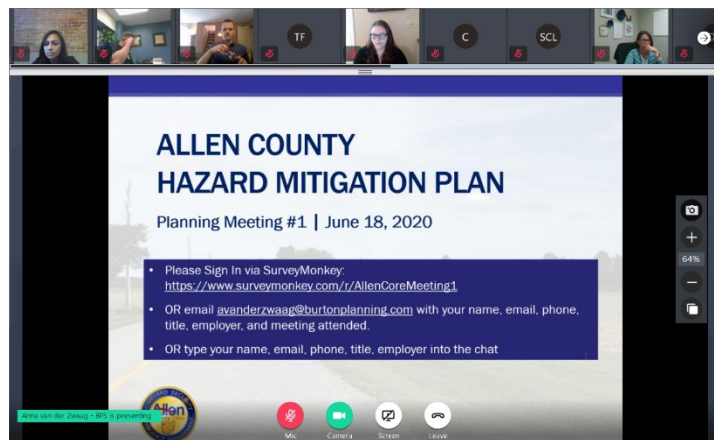 TF
C
SCL
ALLEN COUNTY
HAZARD MITIGATION PLAN
Planning Meeting #1 | June 18, 2020
• Please Sign In via SurveyMonkey:
https://www.surveymonkey.com/r/AllenCoreMeeting1
• OR email avanderzwaag@burtonplanning.com with your name, email, phone,
title, employer, and meeting attended.
• OR type your name, email, phone, title, employer into the chat
64%
Anna van der Zwaag - BPS is presenting
Allen
Mic
Camera
Screen
Leave